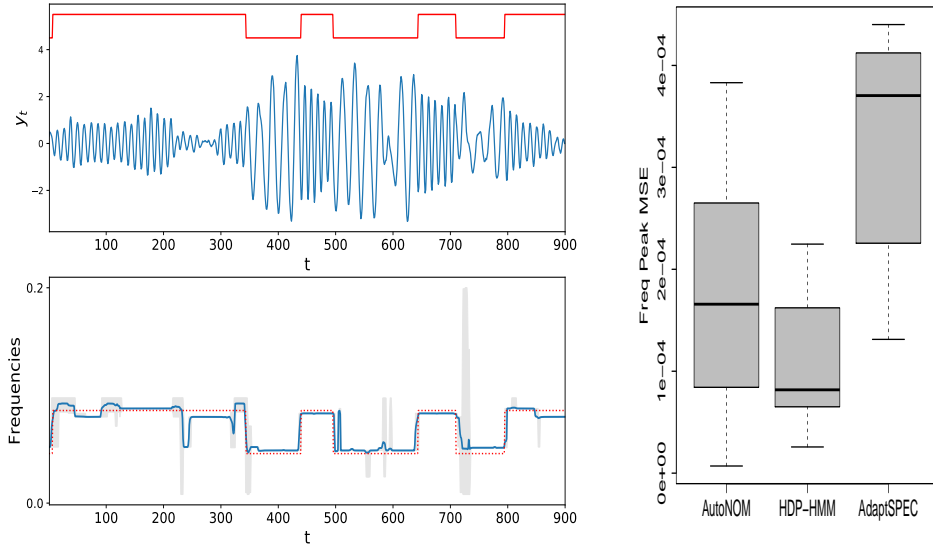 4
2
0
−2
y_t
100 200 300 400 500 600 700 800 900
t
0.2
0.0
Frequencies
100 200 300 400 500 600 700 800 900
t
Freq Peak MSE
0e+00 1e−04 2e−04 3e−04 4e−04
AutoNOM HDP−HMM AdaptSPEC